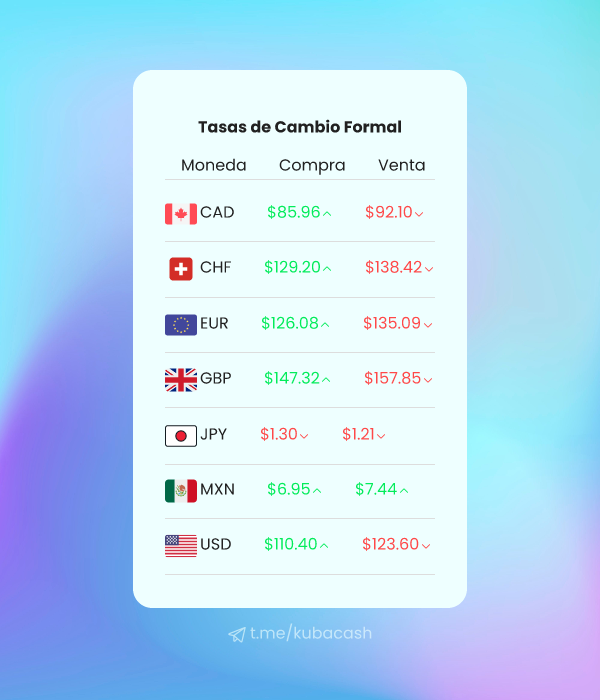 Tasas de Cambio Formal
Moneda Compra Venta
CAD $85.96 $92.10
CHF $129.20 $138.42
EUR $126.08 $135.09
GBP $147.32 $157.85
JPY $1.30 $1.21
MXN $6.95 $7.44
USD $110.40 $123.60
t.me/kubacash